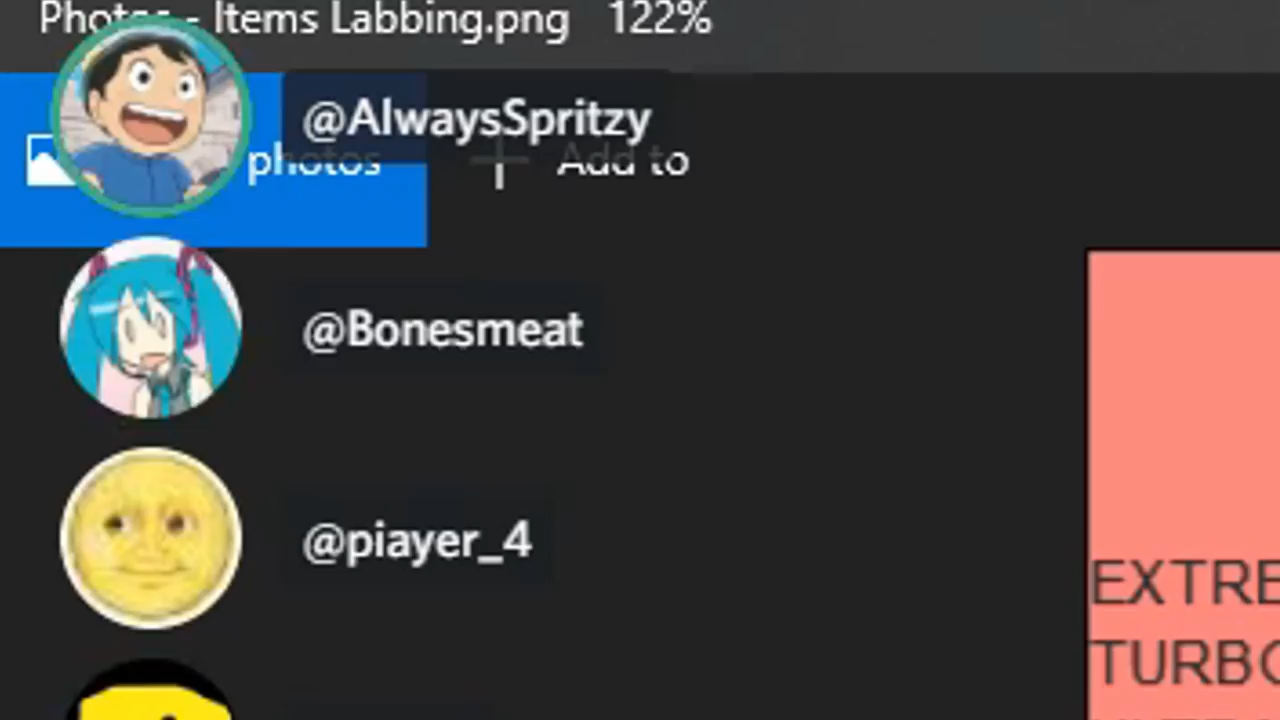 Photos - Items Labbing.png 122%
@AlwaysSpritzy
photos Add to
@Bonesmeat
@piayer_4
EXTRE
TURBO